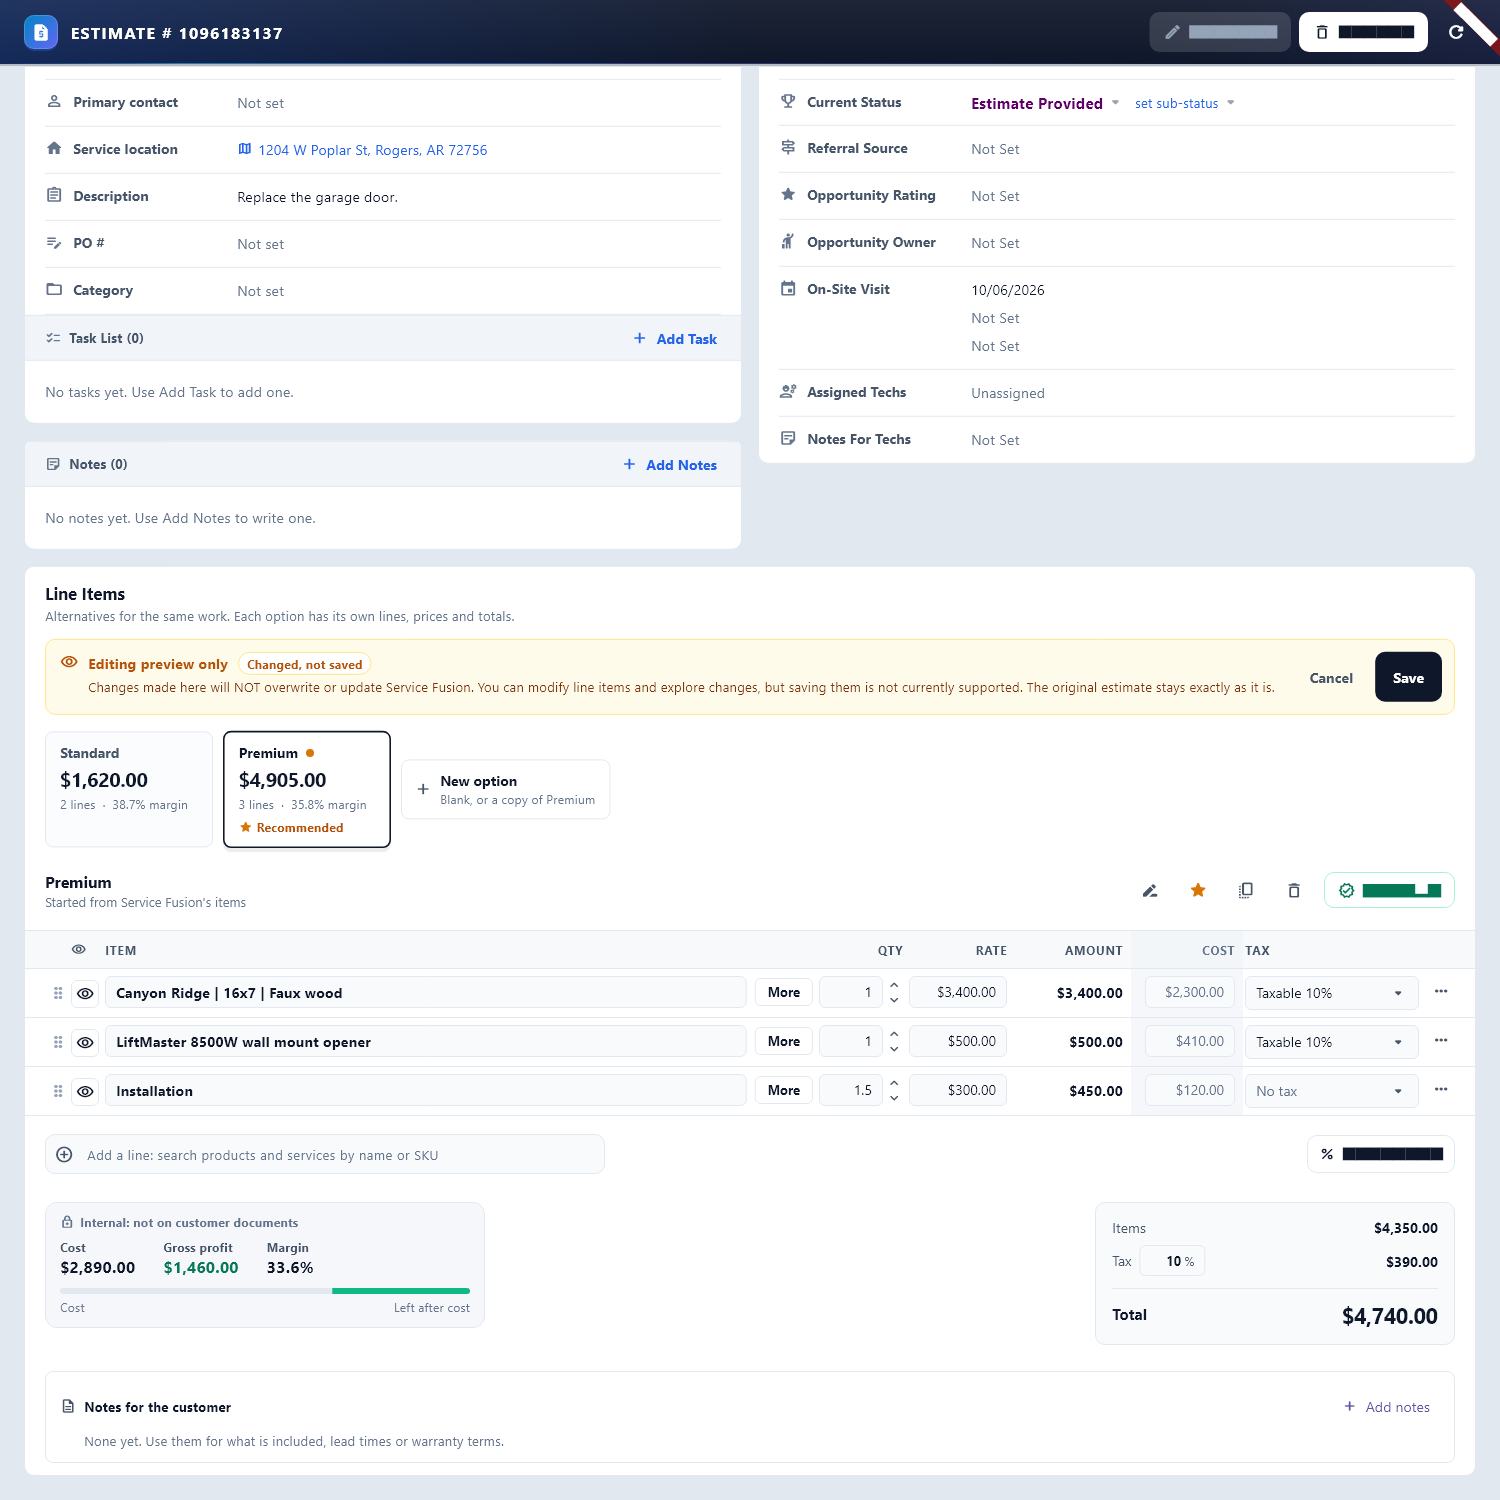 ESTIMATE # 1096183137
Primary contact Not set
Service location 1204 W Poplar St, Rogers, AR 72756
Description Replace the garage door.
PO # Not set
Category Not set
Task List (0) + Add Task
No tasks yet. Use Add Task to add one.
Notes (0) + Add Notes
No notes yet. Use Add Notes to write one.
Current Status Estimate Provided set sub-status
Referral Source Not Set
Opportunity Rating Not Set
Opportunity Owner Not Set
On-Site Visit 10/06/2026
Not Set
Not Set
Assigned Techs Unassigned
Notes For Techs Not Set
Line Items
Alternatives for the same work. Each option has its own lines, prices and totals.
Editing preview only Changed, not saved
Changes made here will NOT overwrite or update Service Fusion. You can modify line items and explore changes, but saving them is not currently supported. The original estimate stays exactly as it is.
Cancel Save
Standard
$1,620.00
2 lines · 38.7% margin
Premium
$4,905.00
3 lines · 35.8% margin
Recommended
+ New option
Blank, or a copy of Premium
Premium
Started from Service Fusion's items
ITEM QTY RATE AMOUNT COST TAX
Canyon Ridge | 16x7 | Faux wood More 1 $3,400.00 $3,400.00 $2,300.00 Taxable 10% ...
LiftMaster 8500W wall mount opener More 1 $500.00 $500.00 $410.00 Taxable 10% ...
Installation More 1.5 $300.00 $450.00 $120.00 No tax ...
Add a line: search products and services by name or SKU
%
Internal: not on customer documents
Cost Gross profit Margin
$2,890.00 $1,460.00 33.6%
Cost Left after cost
Items $4,350.00
Tax 10 % $390.00
Total $4,740.00
Notes for the customer + Add notes
None yet. Use them for what is included, lead times or warranty terms.